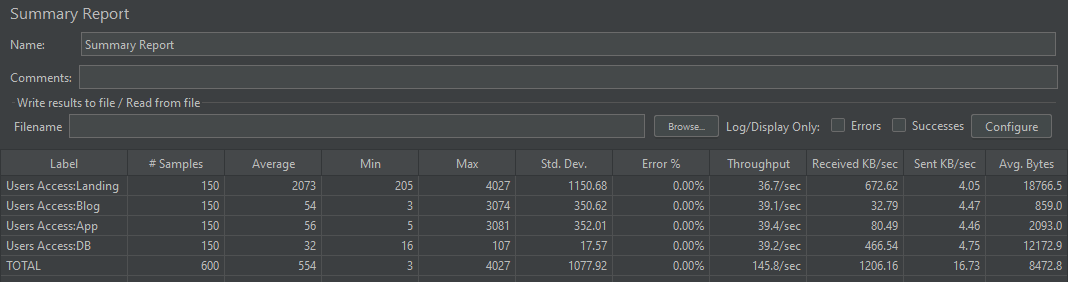 Summary Report
Name: Summary Report
Comments:
Write results to file / Read from file
Filename Browse... Log/Display Only: Errors Successes Configure
Label # Samples Average Min Max Std. Dev. Error % Throughput Received KB/sec Sent KB/sec Avg. Bytes
Users Access:Landing 150 2073 205 4027 1150.68 0.00% 36.7/sec 672.62 4.05 18766.5
Users Access:Blog 150 54 3 3074 350.62 0.00% 39.1/sec 32.79 4.47 859.0
Users Access:App 150 56 5 3081 352.01 0.00% 39.4/sec 80.49 4.46 2093.0
Users Access:DB 150 32 16 107 17.57 0.00% 39.2/sec 466.54 4.75 12172.9
TOTAL 600 554 3 4027 1077.92 0.00% 145.8/sec 1206.16 16.73 8472.8